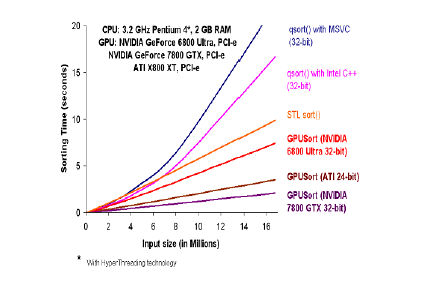 CPU: 3.2 GHz Pentium 4*, 2 GB RAM
GPU: NVIDIA GeForce 6800 Ultra, PCI-e
NVIDIA GeForce 7800 GTX, PCI-e
ATI X800 XT, PCI-e
qsort() with MSVC
(32-bit)
qsort() with Intel C++
(32-bit)
STL sort()
GPUSort (NVIDIA
6800 Ultra 32-bit)
GPUSort (ATI 24-bit)
GPUSort (NVIDIA
7800 GTX 32-bit)
Sorting Time (seconds)
20
15
10
5
0
0 2 4 6 8 10 12 14 16
Input size (in Millions)
* With HyperThreading technology